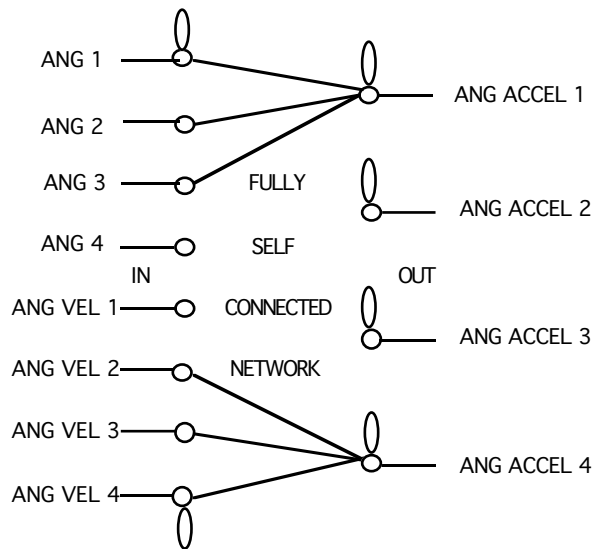 ANG 1
ANG ACCEL 1
ANG 2
ANG 3
FULLY
ANG ACCEL 2
ANG 4
SELF
IN
OUT
ANG VEL 1
CONNECTED
ANG ACCEL 3
ANG VEL 2
NETWORK
ANG VEL 3
ANG ACCEL 4
ANG VEL 4